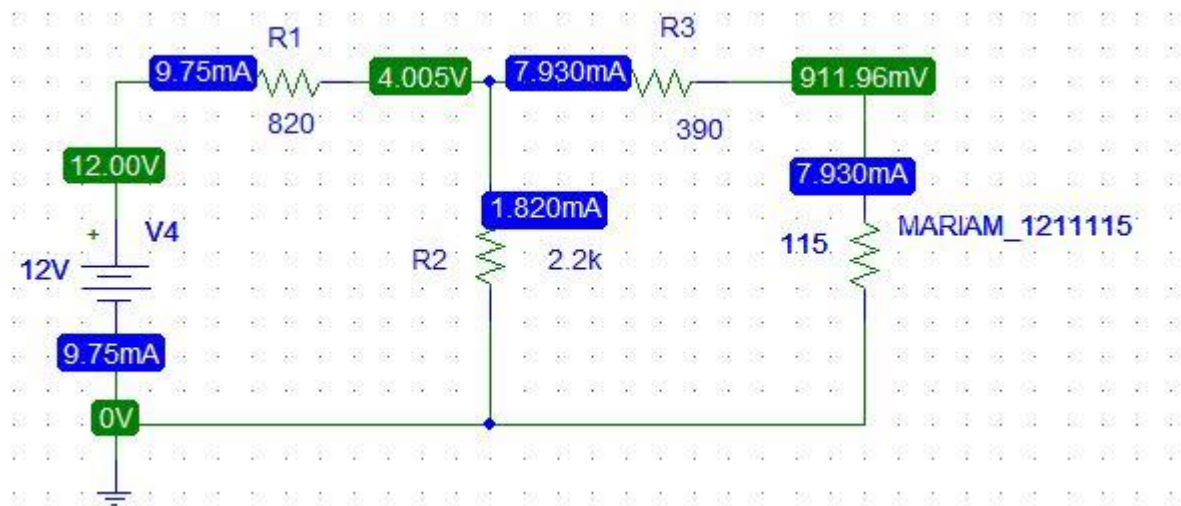 R1
R3
9.75mA
4.005V
7.930mA
911.96mV
820
390
12.00V
7.930mA
1.820mA
+
V4
115
MARIAM_1211115
12V
R2
2.2k
9.75mA
0V